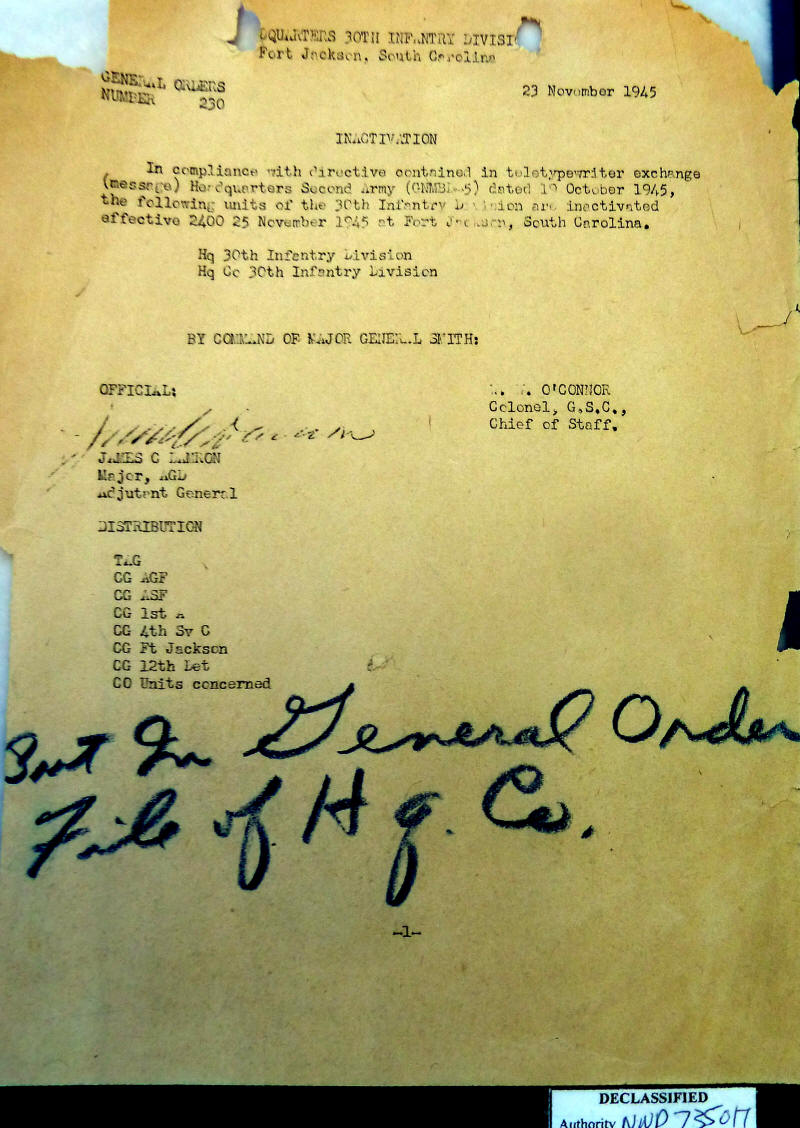 DQUARTERS 30TH INFANTRY DIVISI
Fort Jackson, South Carolina
GENERAL ORDERS
NUMBER 230
23 November 1945
INACTIVATION
In compliance with directive contained in teletypewriter exchange
(message) Headquarters Second Army dated October 1945,
the following units of the 30th Infantry Division are inactivated
effective 2400 25 November 1945 at Fort Jackson, South Carolina.
Hq 30th Infantry Division
Hq Co 30th Infantry Division
BY COMMAND OF MAJOR GENERAL SMITH:
OFFICIAL:
O'CONNOR
Colonel, G.S.C.,
Chief of Staff.
JAMES C
Major, AGD
Adjutant General
DISTRIBUTION
TAG
CG AGF
CG ASF
CG 1st A
CG 4th Sv C
CG Ft Jackson
CG 12th Det
CO Units concerned
In General Order
File of Hq. Co.
-1-
DECLASSIFIED
Authority NND 735017